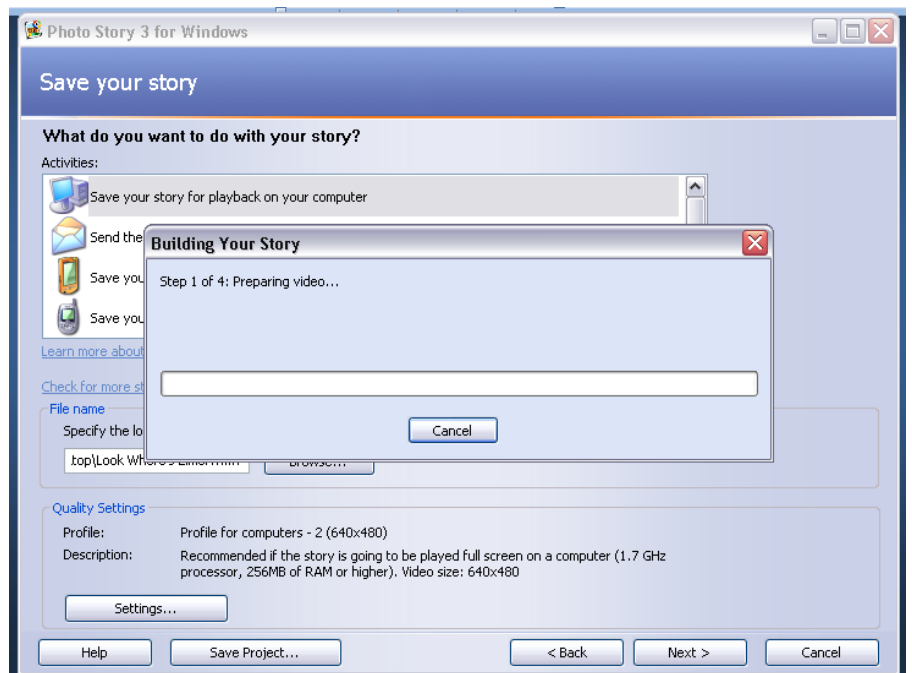 Photo Story 3 for Windows
Save your story
What do you want to do with your story?
Activities:
Save your story for playback on your computer
Send the
Save you
Save you
Learn more about
Check for more st
Building Your Story
Step 1 of 4: Preparing video...
Cancel
File name
Specify the lo
top\Look Where's
Browse...
Quality Settings
Profile: Profile for computers - 2 (640x480)
Description: Recommended if the story is going to be played full screen on a computer (1.7 GHz
processor, 256MB of RAM or higher). Video size: 640x480
Settings...
Help Save Project... < Back Next > Cancel